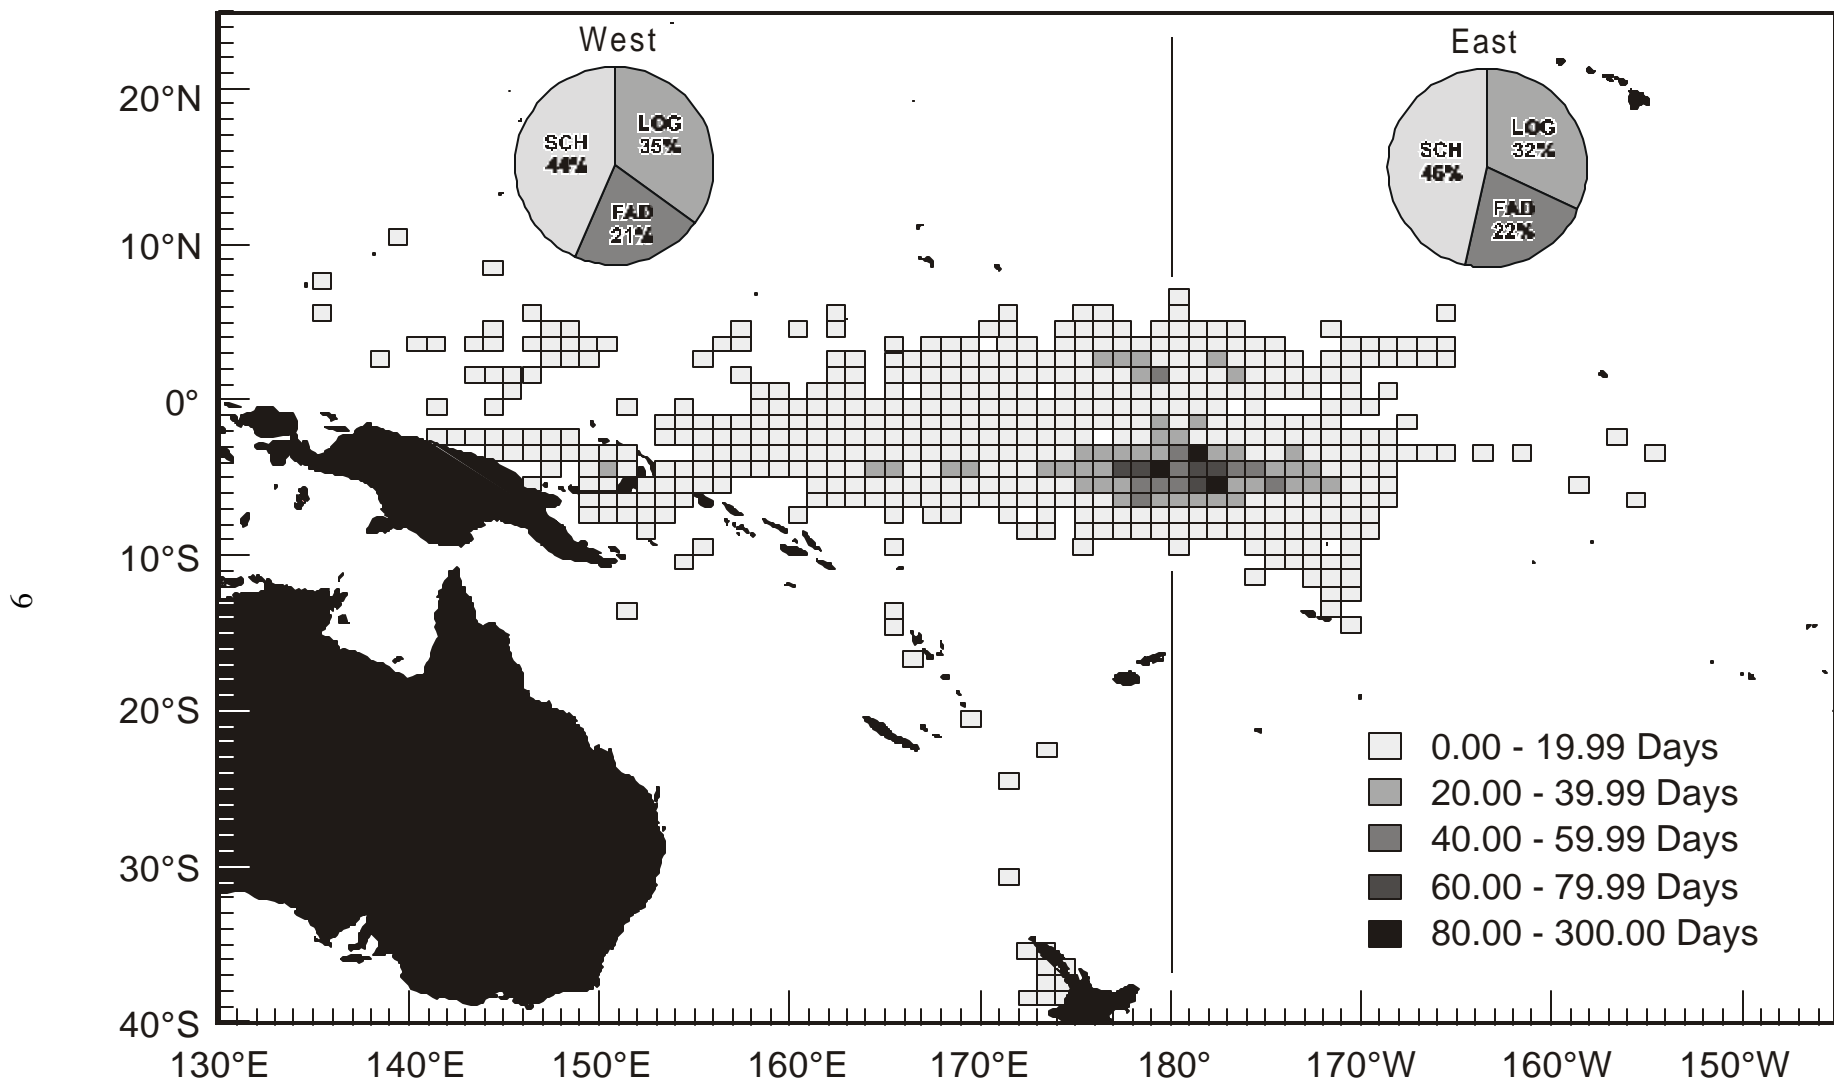 West
East
20°N
LOG
35%
SCH
44%
FAD
21%
LOG
32%
SCH
46%
FAD
22%
10°N
0°
10°S
9
20°S
0.00 - 19.99 Days
20.00 - 39.99 Days
40.00 - 59.99 Days
30°S
60.00 - 79.99 Days
80.00 - 300.00 Days
40°S
130°E 140°E 150°E 160°E 170°E 180° 170°W 160°W 150°W